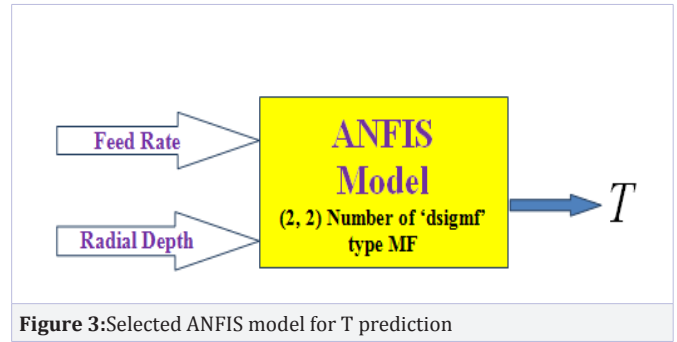 Feed Rate
Radial Depth
ANFIS
Model
(2, 2) Number of ‘dsigmf’
type MF
T
Figure 3:Selected ANFIS model for T prediction